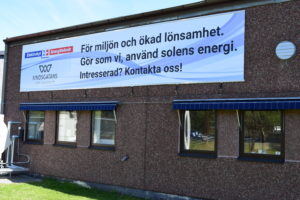 För miljön och ökad lönsamhet.
Gör som vi, använd solens energi.
Intresserad? Kontakta oss!